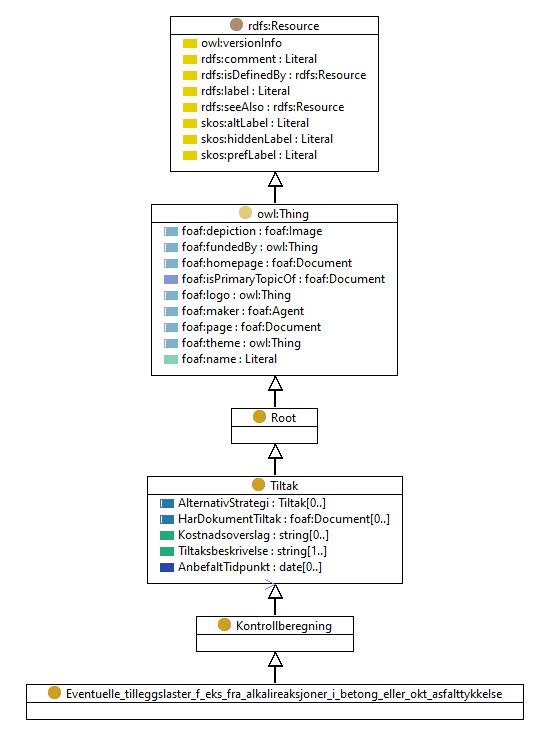 rdfs:Resource
owl:versionInfo
rdfs:comment : Literal
rdfs:isDefinedBy : rdfs:Resource
rdfs:label : Literal
rdfs:seeAlso : rdfs:Resource
skos:altLabel : Literal
skos:hiddenLabel : Literal
skos:prefLabel : Literal
owl:Thing
foaf:depiction : foaf:Image
foaf:fundedBy : owl:Thing
foaf:homepage : foaf:Document
foaf:isPrimaryTopicOf : foaf:Document
foaf:logo : owl:Thing
foaf:maker : foaf:Agent
foaf:page : foaf:Document
foaf:theme : owl:Thing
foaf:name : Literal
Root
Tiltak
AlternativStrategi : Tiltak[0..]
HarDokumentTiltak : foaf:Document[0..]
Kostnadsoverslag : string[0..]
Tiltaksbeskrivelse : string[1..]
AnbefaltTidpunkt : date[0..]
Kontrollberegning
Eventuelle_tilleggslaster_f_eks_fra_alkalireaksjoner_i_betong_eller_okt_asfalttykkelse